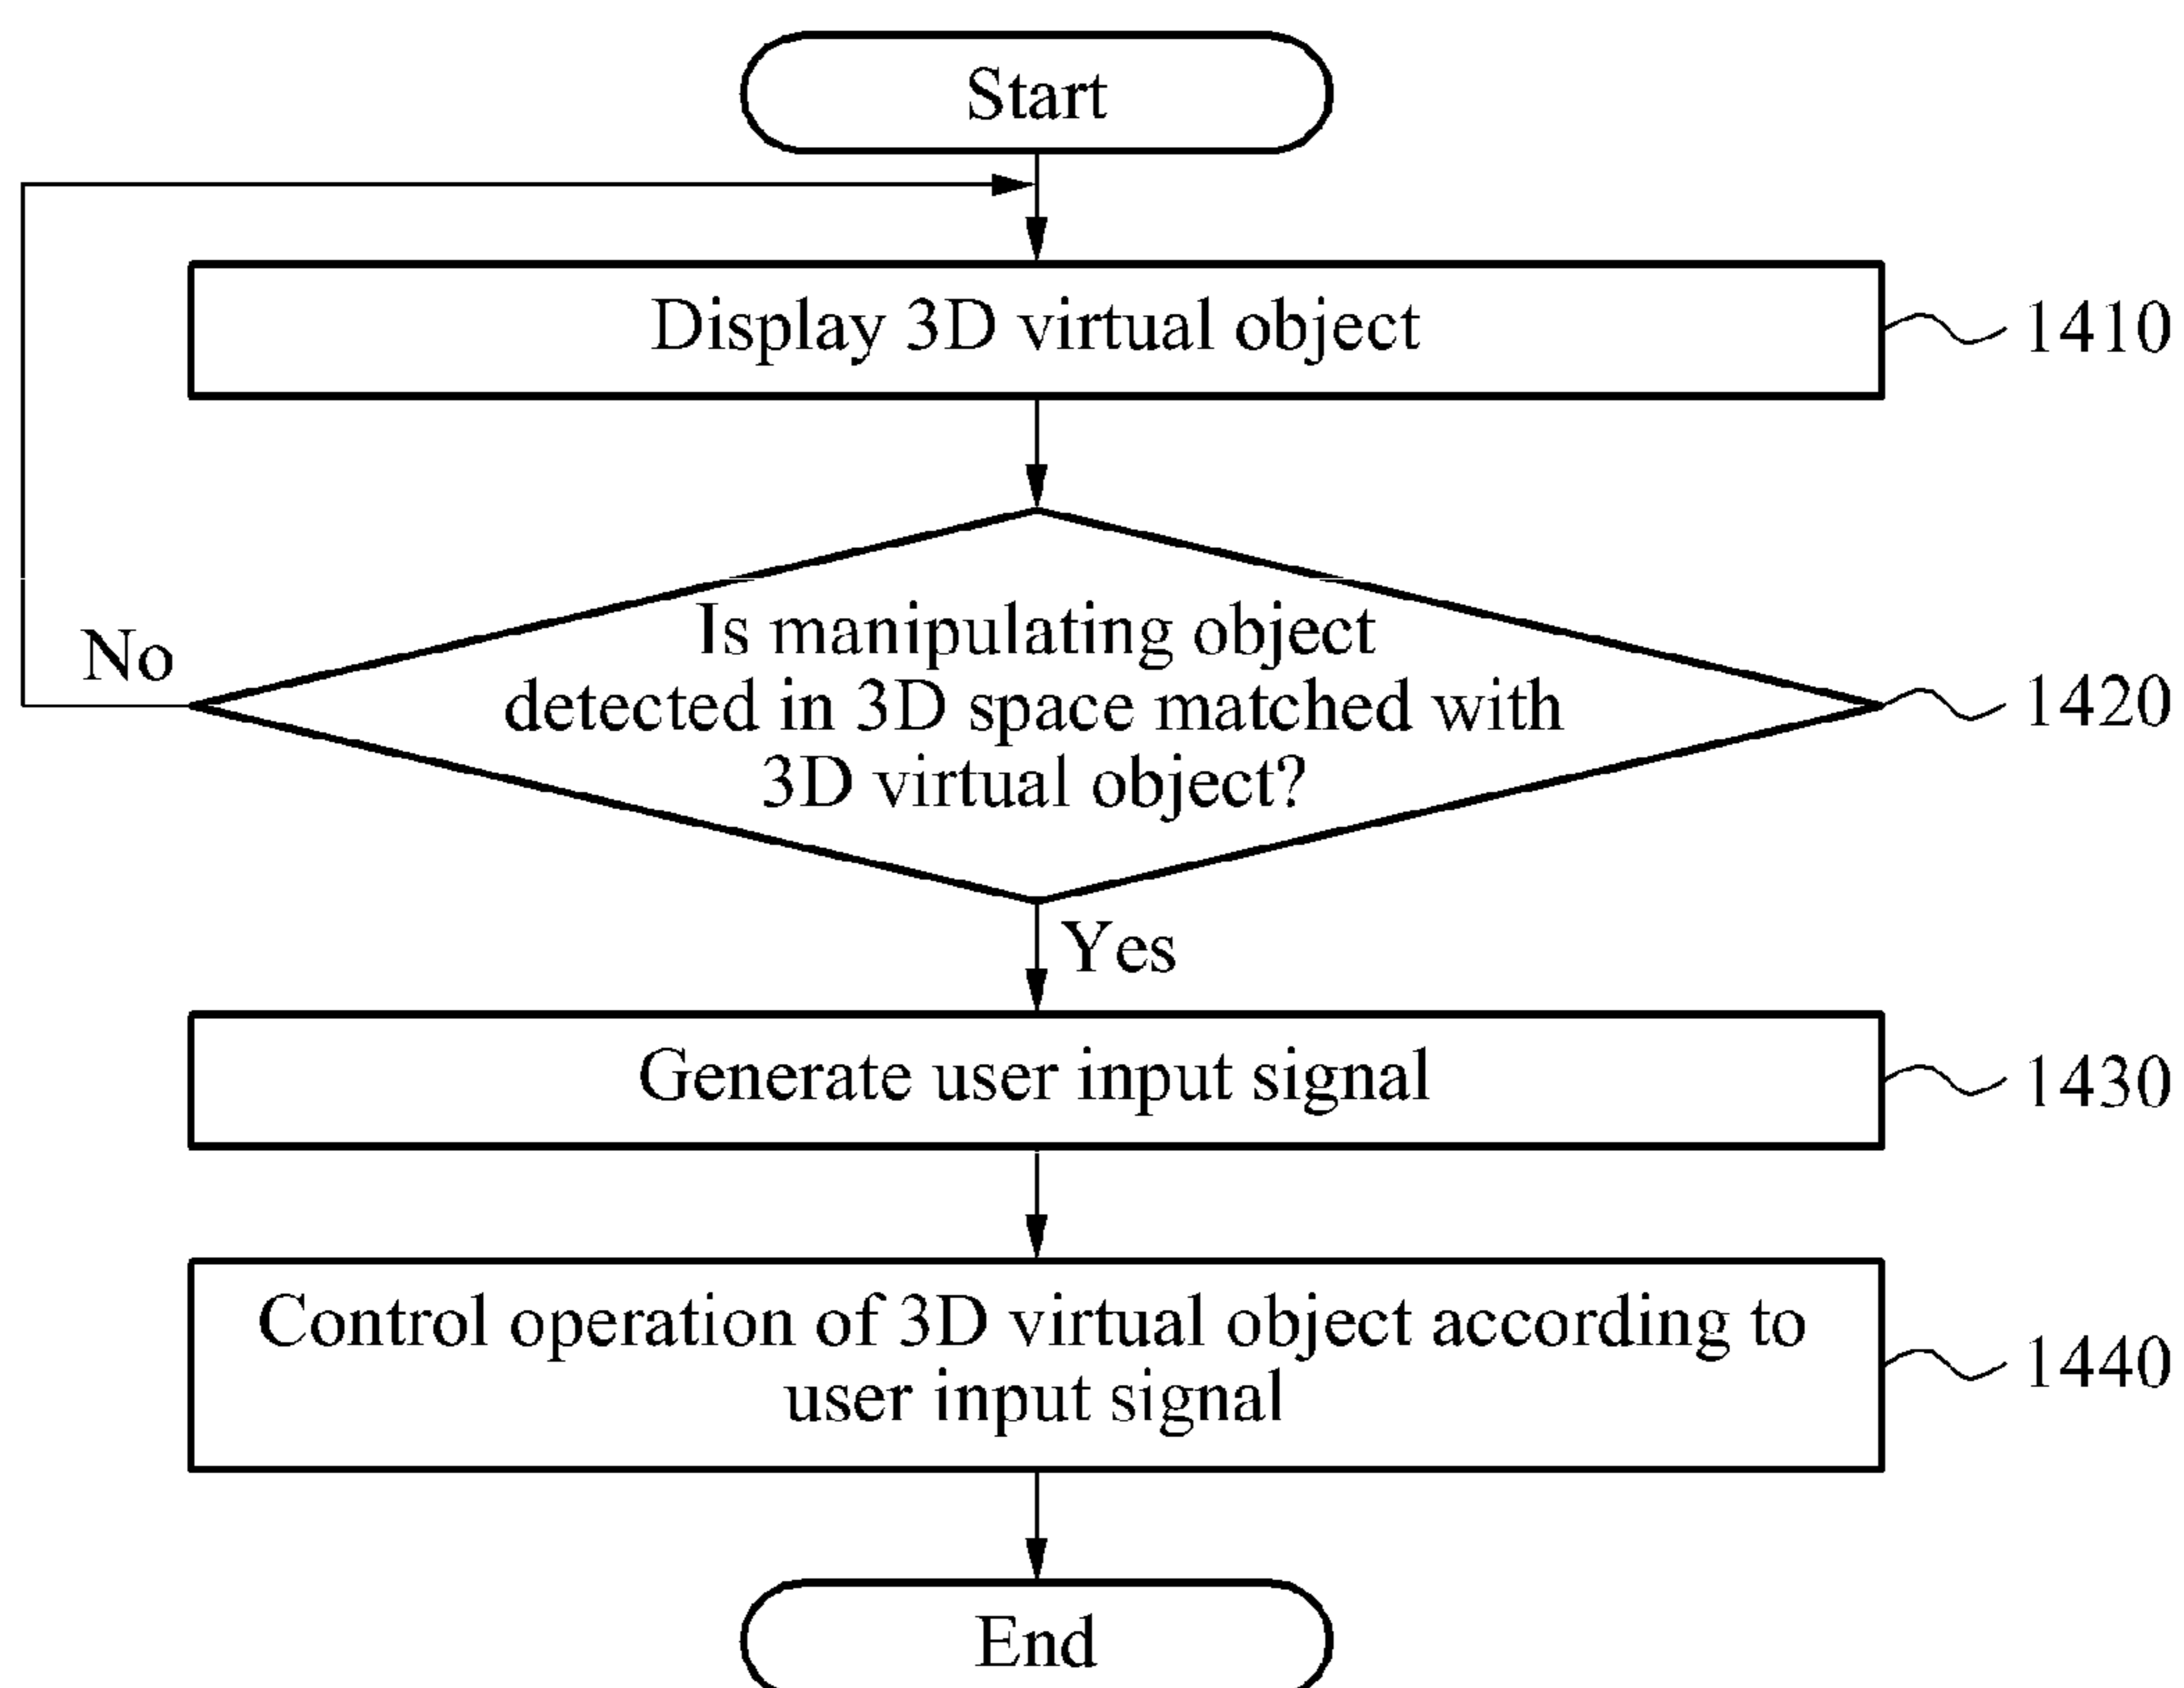 Start
Display 3D virtual object
1410
Is manipulating object
detected in 3D space matched with
3D virtual object?
1420
No
Yes
Generate user input signal
1430
Control operation of 3D virtual object according to
user input signal
1440
End